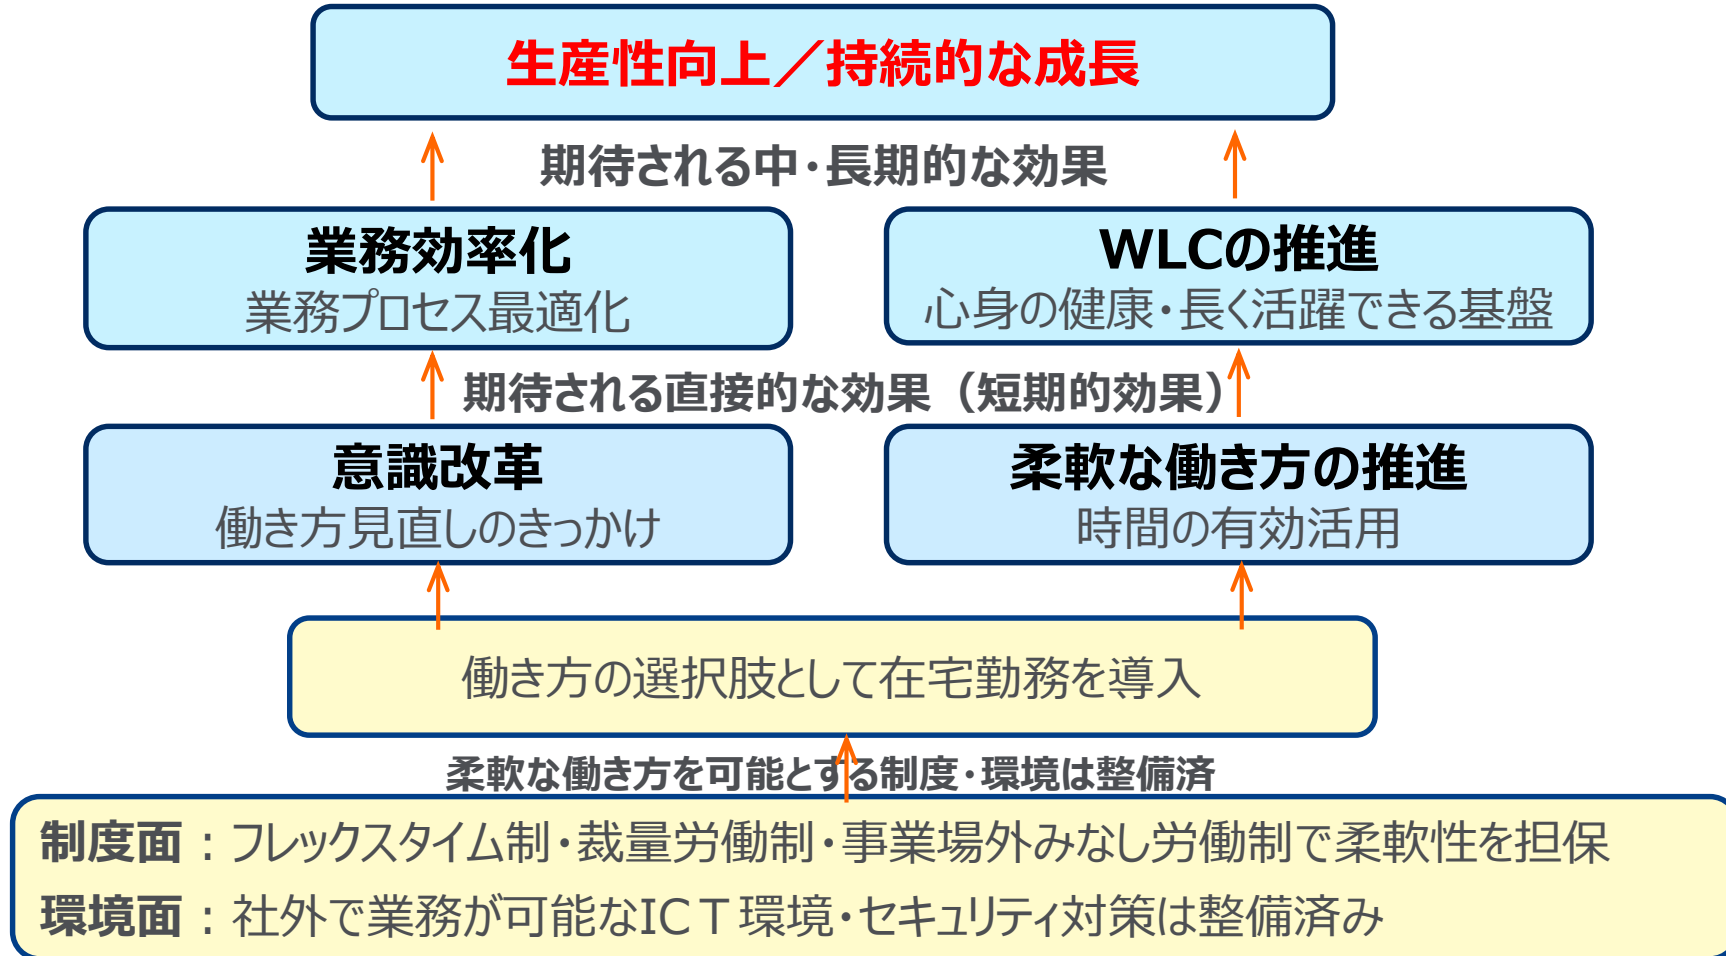 生産性向上／持続的な成長
期待される中・長期的な効果
業務効率化
業務プロセス最適化
WLCの推進
心身の健康・長く活躍できる基盤
期待される直接的な効果（短期的効果）
意識改革
働き方見直しのきっかけ
柔軟な働き方の推進
時間の有効活用
働き方の選択肢として在宅勤務を導入
柔軟な働き方を可能とする制度・環境は整備済
制度面：フレックスタイム制・裁量労働制・事業場外みなし労働制で柔軟性を担保
環境面：社外で業務が可能なICＴ環境・セキュリティ対策は整備済み